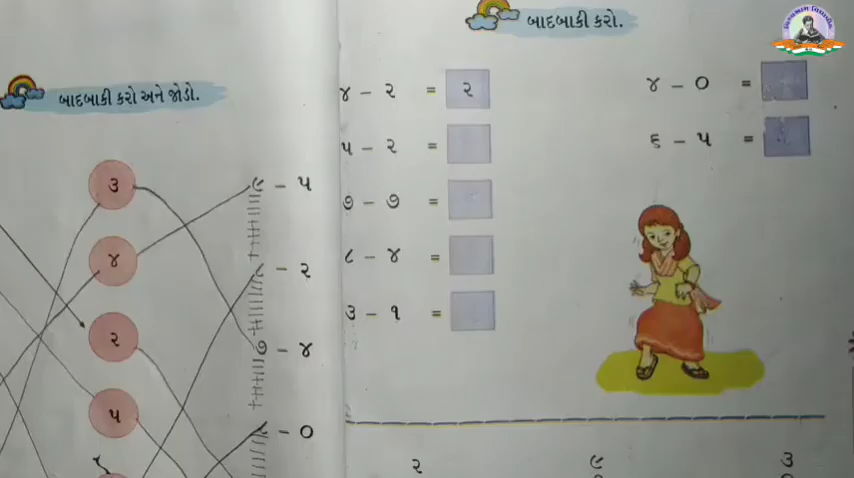 બાદબાકી કરો અને જોડો.
૩
૯ - ૫
૪
૮ - ૨
૨
૭ - ૪
૫
- ૦
બાદબાકી કરો.
૪ - ૨ = ૨
૪ - ૦ =
૫ - ૨ =
૬ - ૫ =
૭ - ૭ =
૮ - ૪ =
૩ - ૧ =
૨ ૯ ૩